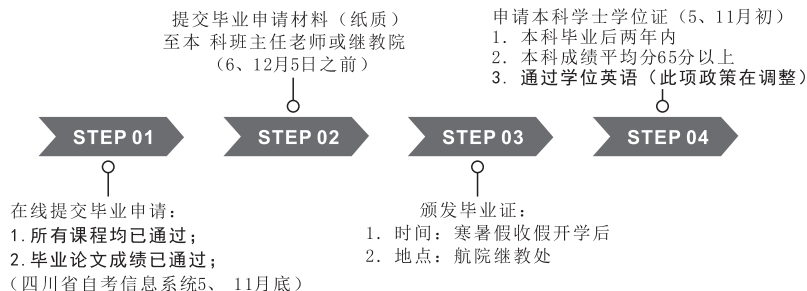 提交毕业申请材料（纸质）
至本 科班主任老师或继教院
（6、12月5日之前）
申请本科学士学位证（5、11月初）
1. 本科毕业后两年内
2. 本科成绩平均分65分以上
3. 通过学位英语（此项政策在调整）
STEP 01
STEP 02
STEP 03
STEP 04
在线提交毕业申请：
1.所有课程均已通过；
2.毕业论文成绩已通过；
（四川省自考信息系统5、 11月底）
颁发毕业证：
1. 时间：寒暑假收假开学后
2. 地点：航院继教处